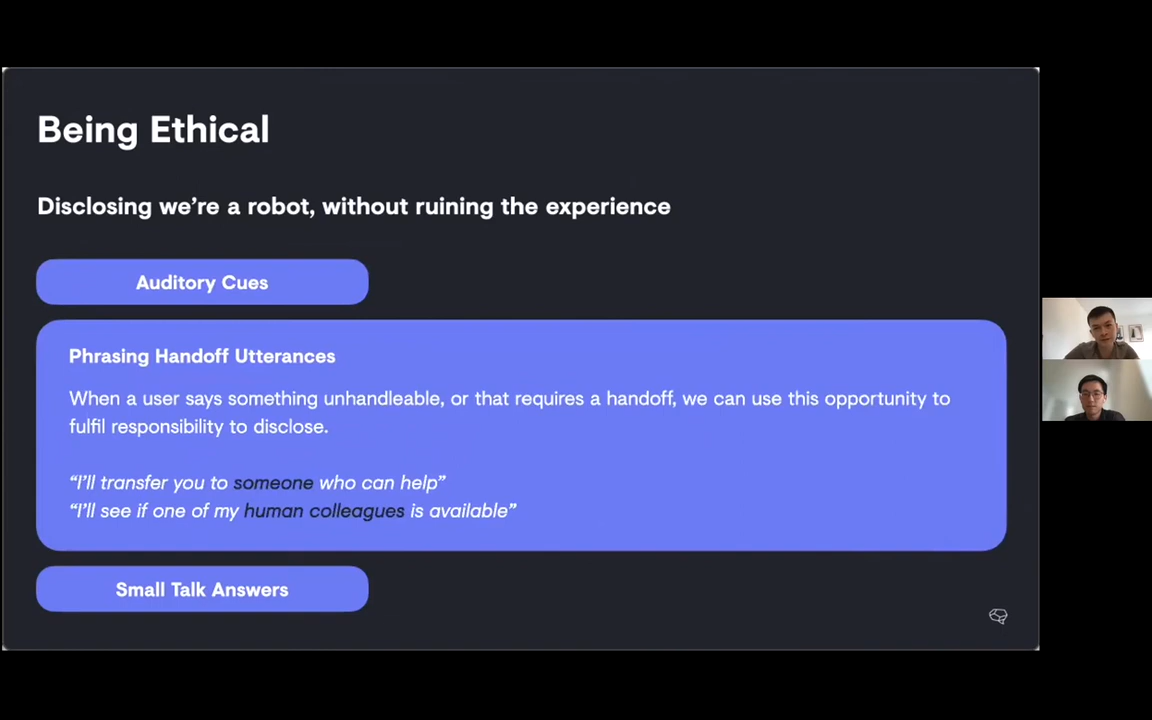 Being Ethical
Disclosing we're a robot, without ruining the experience
Auditory Cues
Phrasing Handoff Utterances
When a user says something unhandleable, or that requires a handoff, we can use this opportunity to
fulfil responsibility to disclose.
“I'll transfer you to someone who can help”
“I'll see if one of my human colleagues is available”
Small Talk Answers